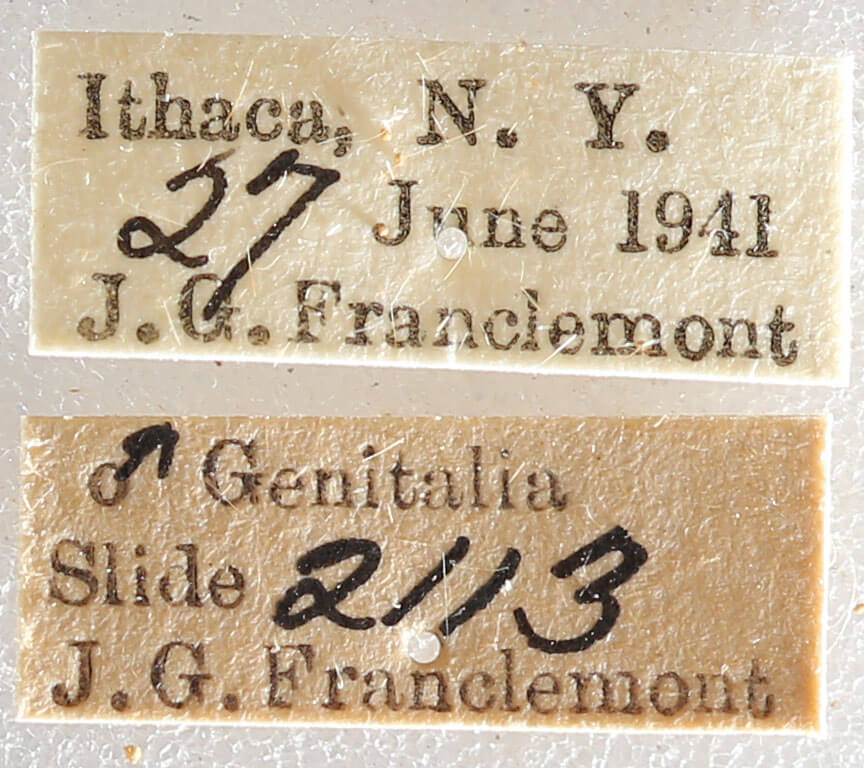 Ithaca, N. Y.
27 June 1941
J. G. Franclemont
♂ Genitalia
Slide 2113
J. G. Franclemont